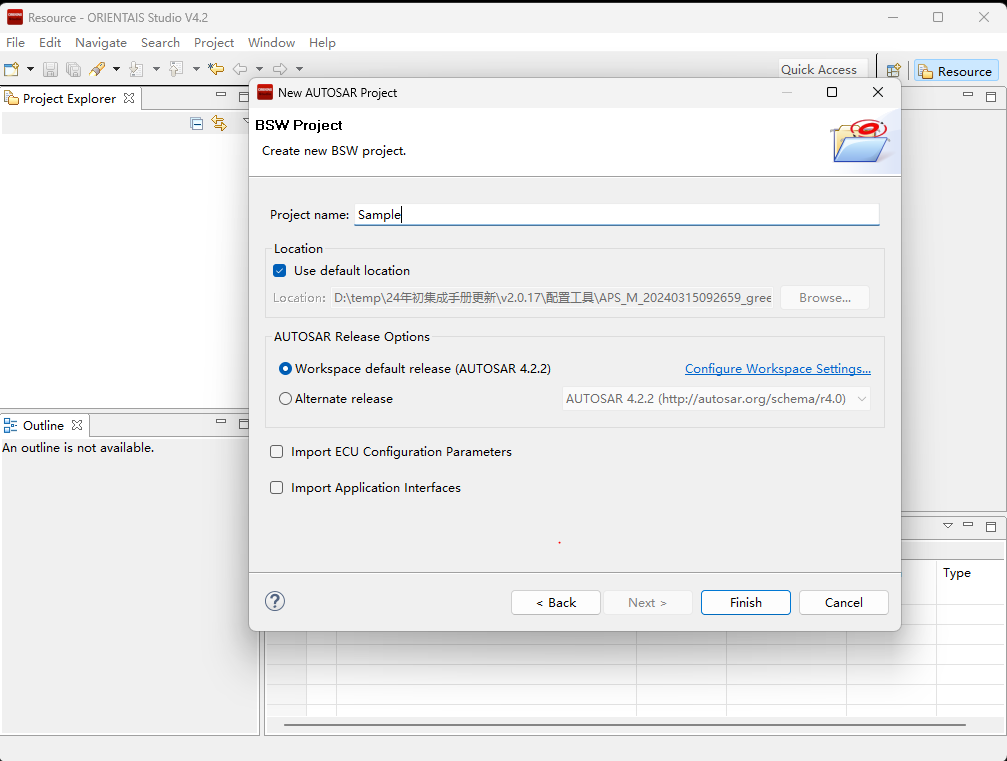 Resource - ORIENTAIS Studio V4.2
File Edit Navigate Search Project Window Help
Quick Access
Resource
Project Explorer
New AUTOSAR Project
BSW Project
Create new BSW project.
Project name: Sample
Location
Use default location
Location: D:\temp\24年初集成手册更新\v2.0.17\配置工具\APS_M_20240315092659_gree
Browse...
AUTOSAR Release Options
Workspace default release (AUTOSAR 4.2.2) Configure Workspace Settings...
Alternate release AUTOSAR 4.2.2 (http://autosar.org/schema/r4.0)
Import ECU Configuration Parameters
Import Application Interfaces
< Back Next > Finish Cancel
Outline
An outline is not available.
Type